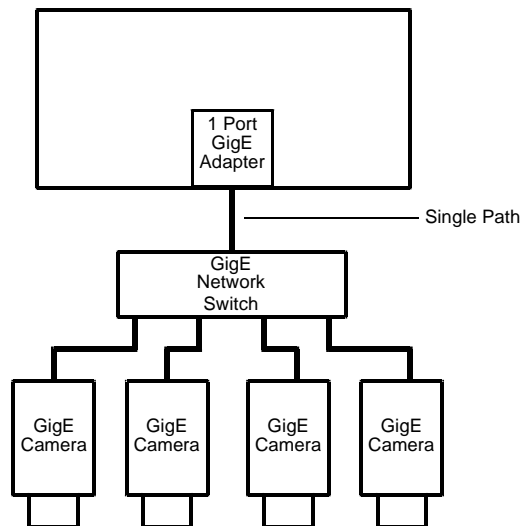 1 Port
GigE
Adapter
Single Path
GigE
Network
Switch
GigE
Camera
GigE
Camera
GigE
Camera
GigE
Camera